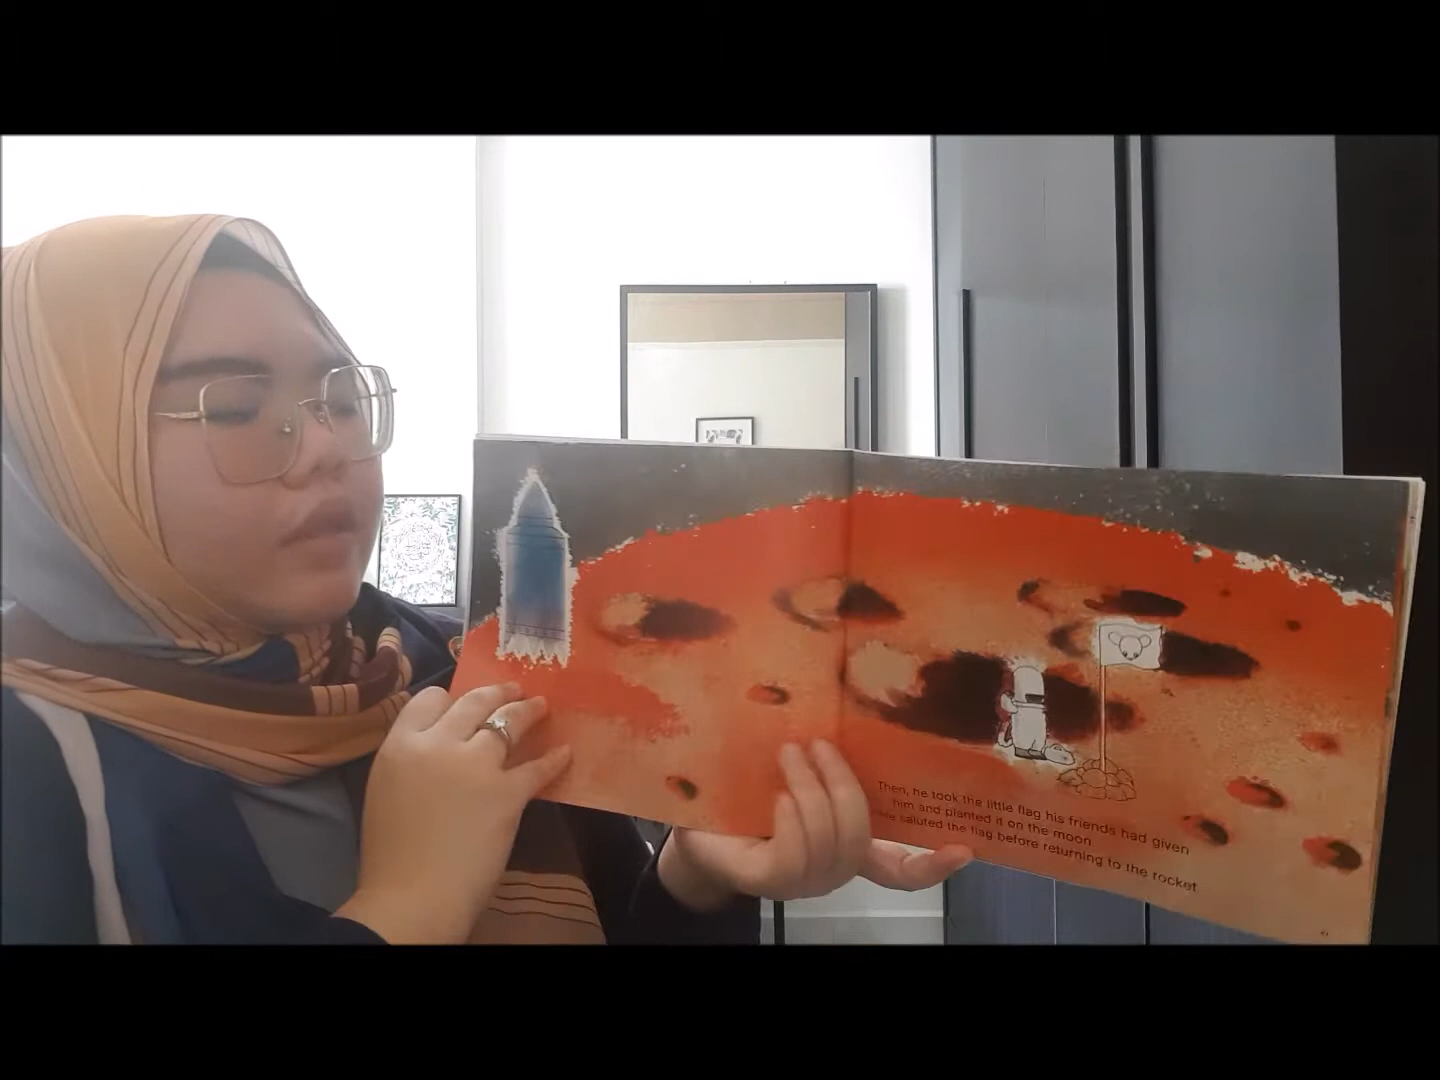 Then, he took the little flag his friends had given
him and planted it on the moon
He saluted the flag before returning to the rocket